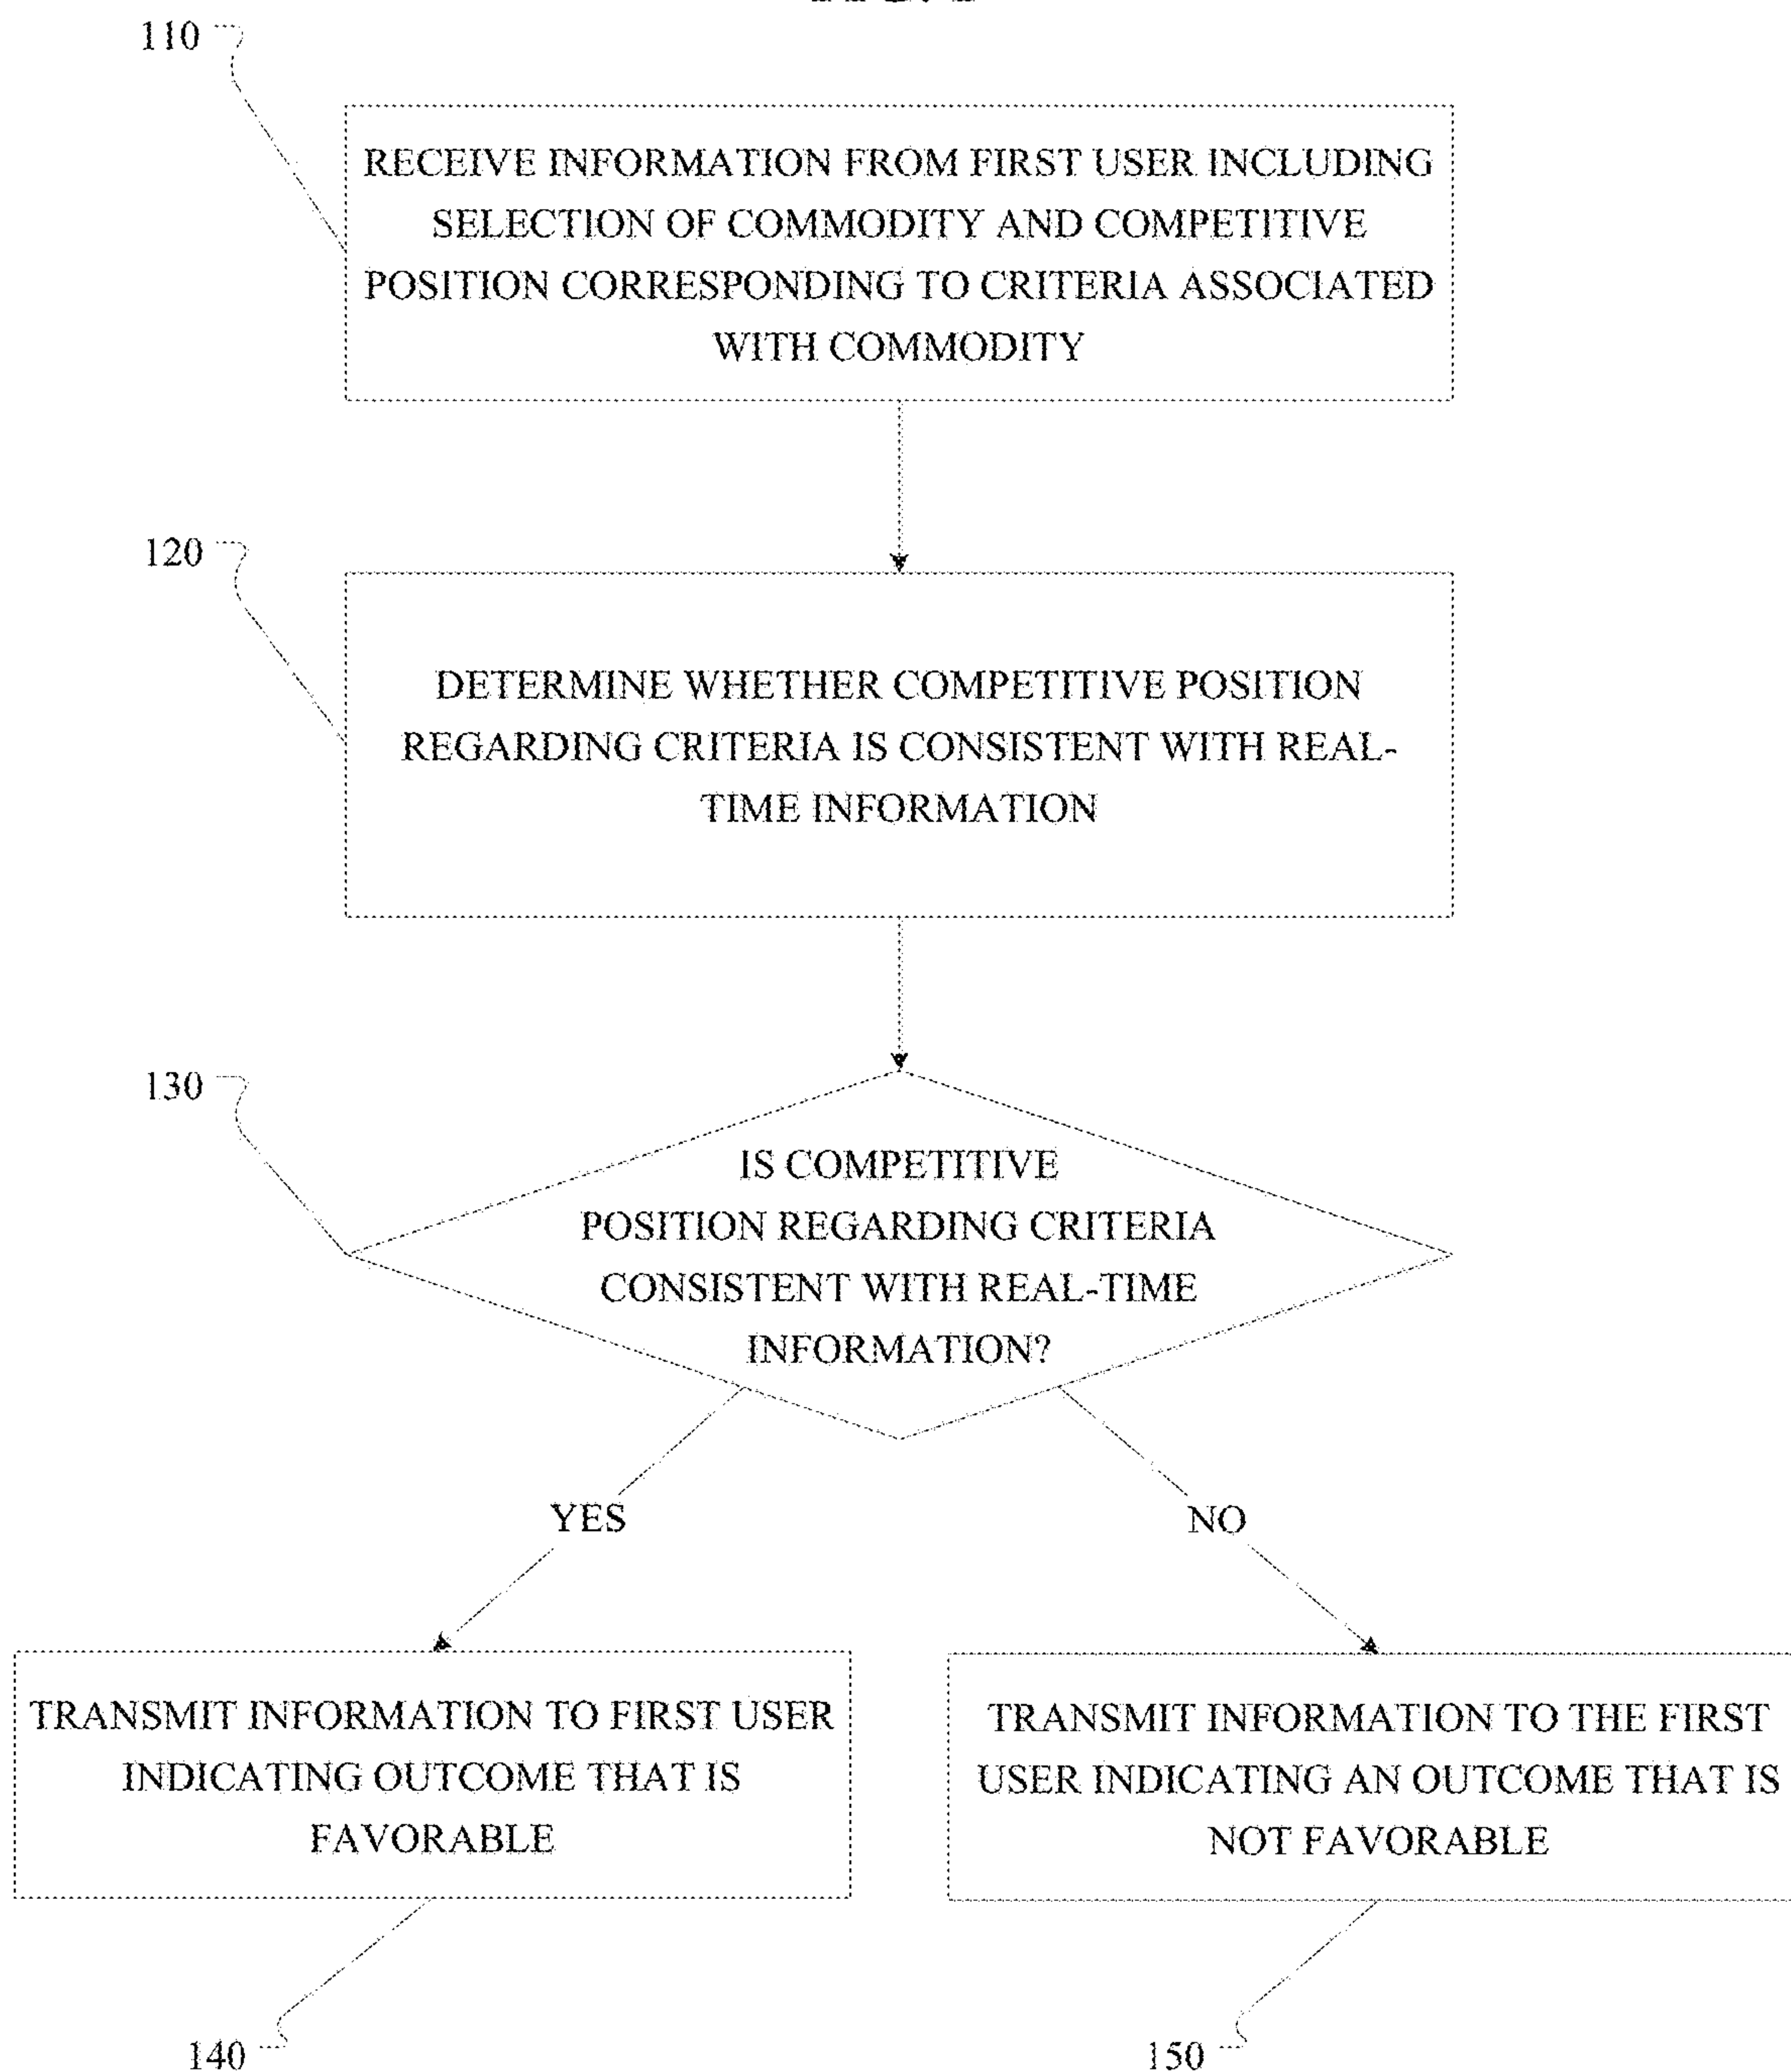 110
RECEIVE INFORMATION FROM FIRST USER INCLUDING
SELECTION OF COMMODITY AND COMPETITIVE
POSITION CORRESPONDING TO CRITERIA ASSOCIATED
WITH COMMODITY
120
DETERMINE WHETHER COMPETITIVE POSITION
REGARDING CRITERIA IS CONSISTENT WITH REAL-
TIME INFORMATION
130
IS COMPETITIVE
POSITION REGARDING CRITERIA
CONSISTENT WITH REAL-TIME
INFORMATION?
YES
NO
TRANSMIT INFORMATION TO FIRST USER
INDICATING OUTCOME THAT IS
FAVORABLE
TRANSMIT INFORMATION TO THE FIRST
USER INDICATING AN OUTCOME THAT IS
NOT FAVORABLE
140
150